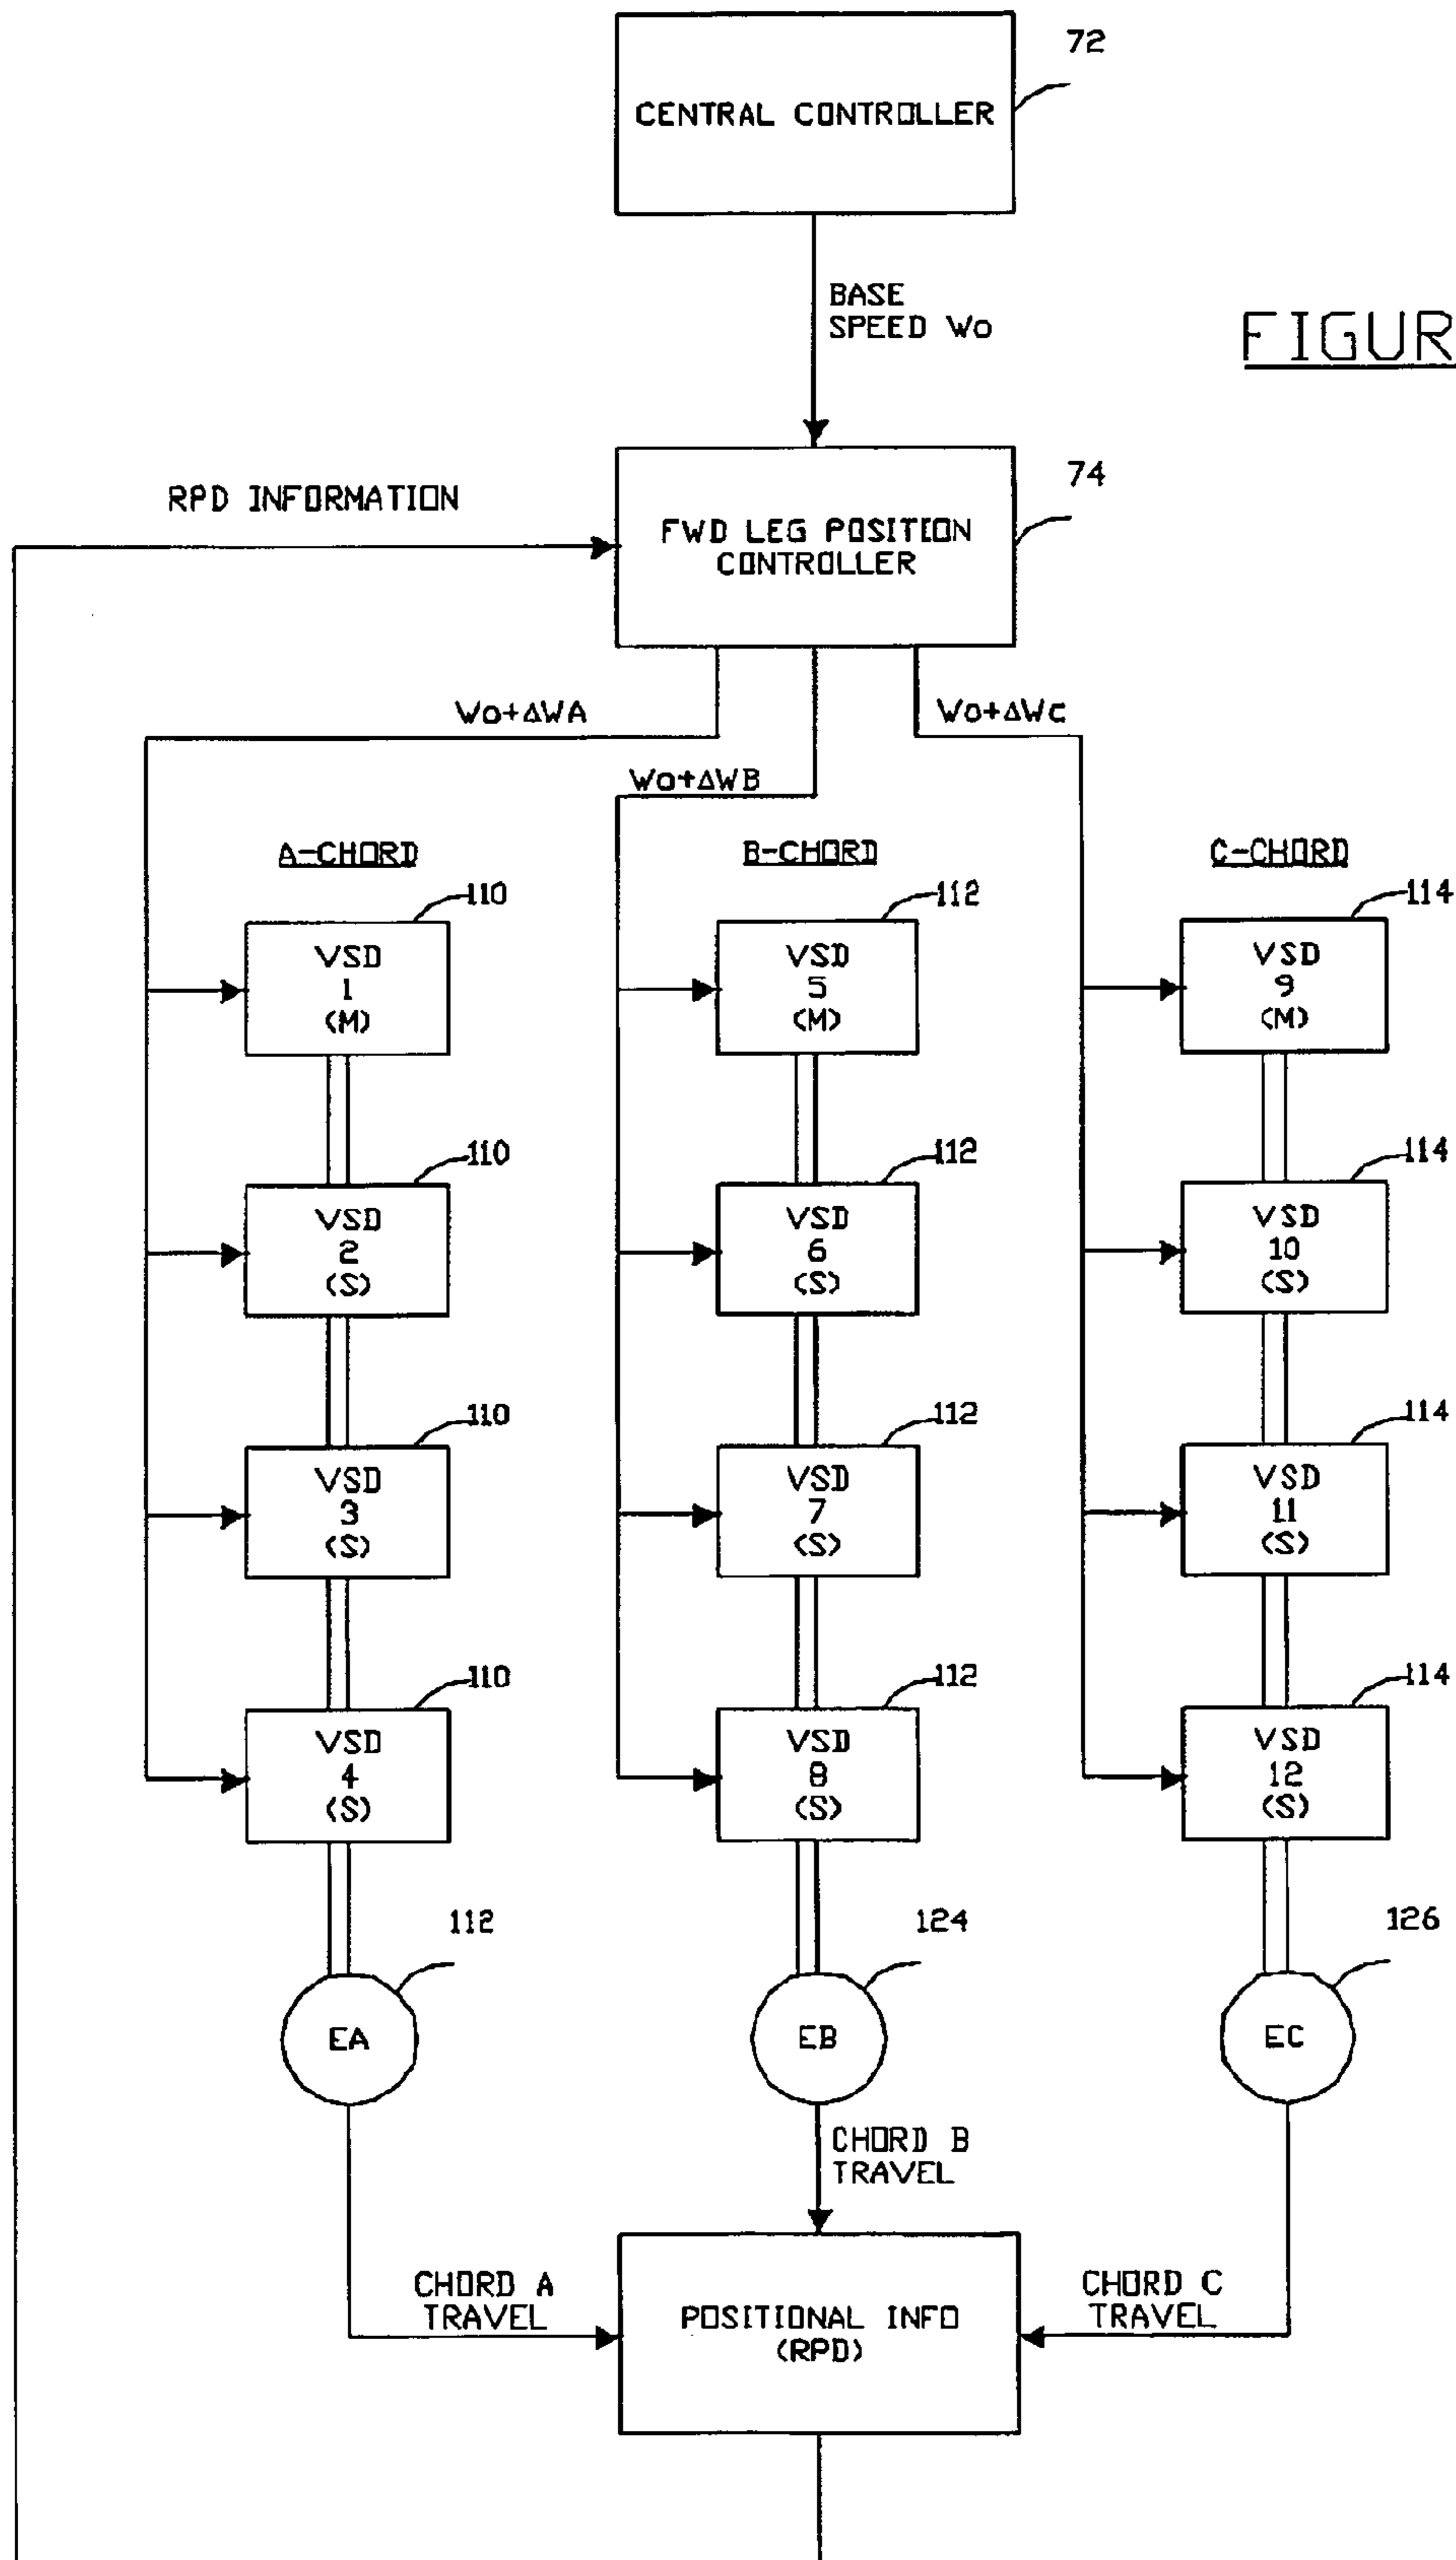 72
CENTRAL CONTROLLER
BASE
SPEED Wo
FIGUR
RPD INFORMATION
74
FWD LEG POSITION
CONTROLLER
Wo+ΔWA
Wo+ΔWB
Wo+ΔWc
A-CHORD
B-CHORD
C-CHORD
110
112
114
VSD
1
(M)
VSD
5
(M)
VSD
9
(M)
110
112
114
VSD
2
(S)
VSD
6
(S)
VSD
10
(S)
110
112
114
VSD
3
(S)
VSD
7
(S)
VSD
11
(S)
110
112
114
VSD
4
(S)
VSD
8
(S)
VSD
12
(S)
112
124
126
EA
EB
EC
CHORD B
TRAVEL
CHORD A
TRAVEL
CHORD C
TRAVEL
POSITIONAL INFO
(RPD)